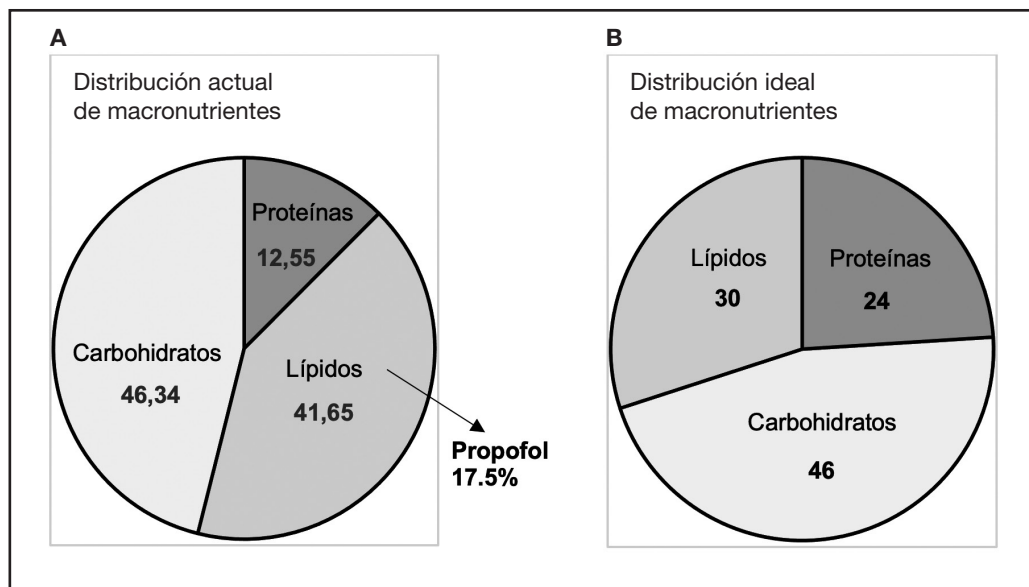 A
Distribución actual
de macronutrientes
Proteínas
12,55
Carbohidratos
46,34
Lípidos
41,65
Propofol
17.5%
B
Distribución ideal
de macronutrientes
Lípidos
30
Proteínas
24
Carbohidratos
46